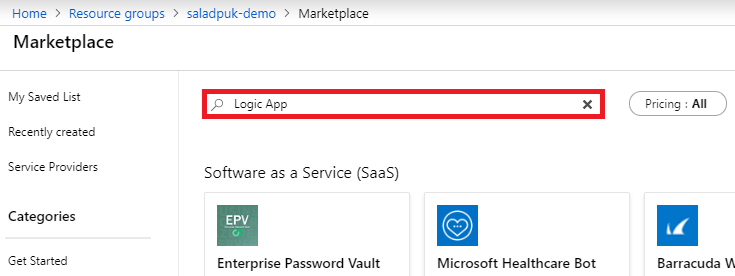 Home > Resource groups > saladpuk-demo > Marketplace
Marketplace
My Saved List
Recently created
Service Providers
Categories
Get Started
Logic App
Pricing : All
Software as a Service (SaaS)
EPV
Enterprise Password Vault
Microsoft Healthcare Bot
Barracuda W